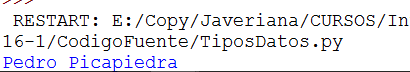 >>>
RESTART: E:/Copy/Javeriana/CURSOS/In
16-1/CodigoFuente/TiposDatos.py
Pedro Picapiedra